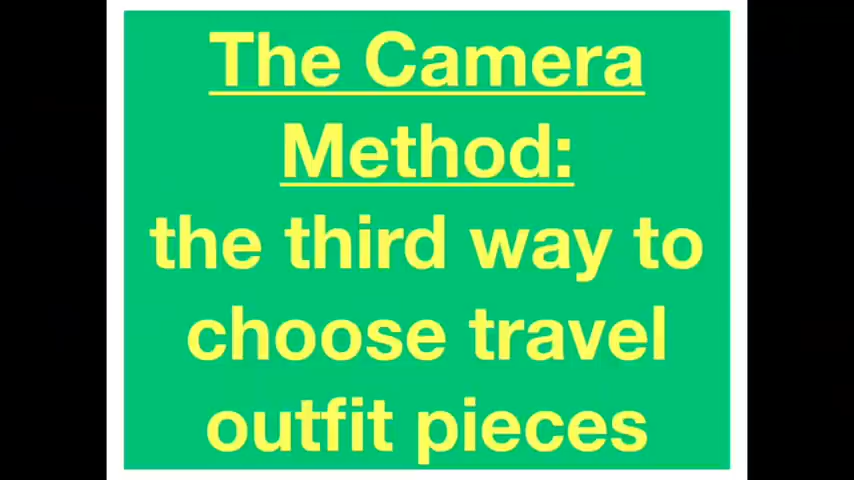 The Camera
Method:
the third way to
choose travel
outfit pieces